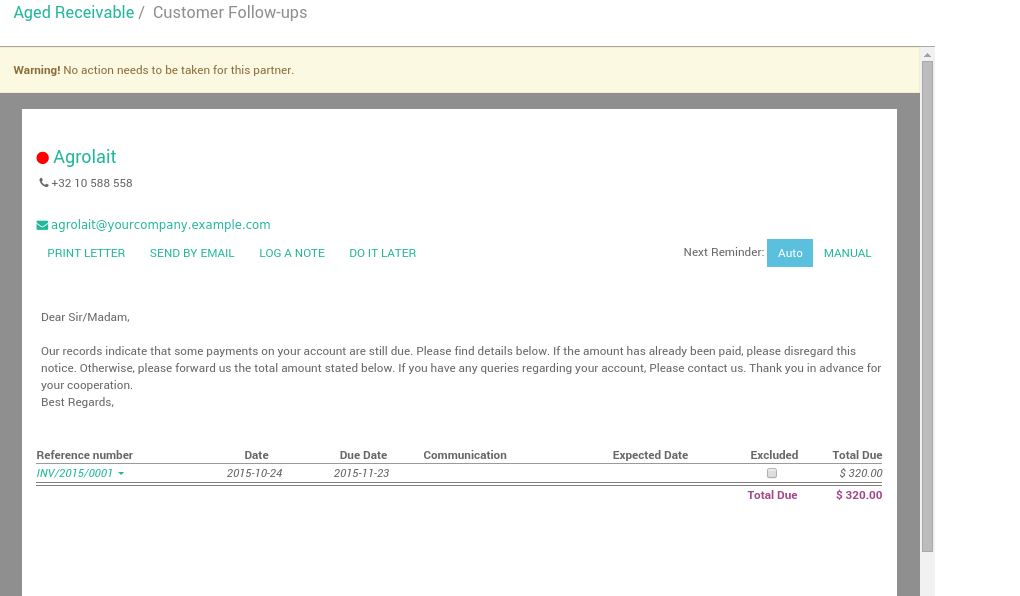 Aged Receivable / Customer Follow-ups
Warning! No action needs to be taken for this partner.
Agrolait
+32 10 588 558
agrolait@yourcompany.example.com
PRINT LETTER SEND BY EMAIL LOG A NOTE DO IT LATER Next Reminder: Auto MANUAL
Dear Sir/Madam,
Our records indicate that some payments on your account are still due. Please find details below. If the amount has already been paid, please disregard this
notice. Otherwise, please forward us the total amount stated below. If you have any queries regarding your account, Please contact us. Thank you in advance for
your cooperation.
Best Regards,
Reference number Date Due Date Communication Expected Date Excluded Total Due
INV/2015/0001 2015-10-24 2015-11-23 $ 320.00
Total Due $ 320.00